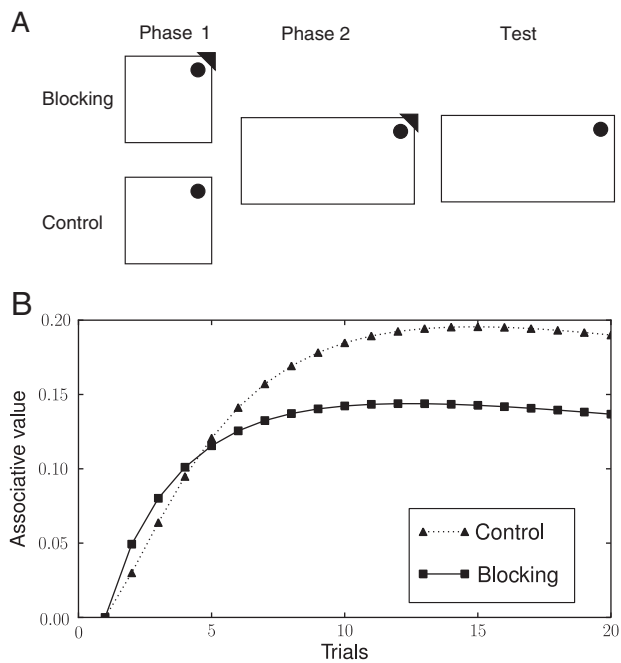 A
Phase 1 Phase 2 Test
Blocking
Control
B
0.20
0.15
0.10
0.05
0.00
Associative value
0 5 10 15 20
Trials
Control
Blocking